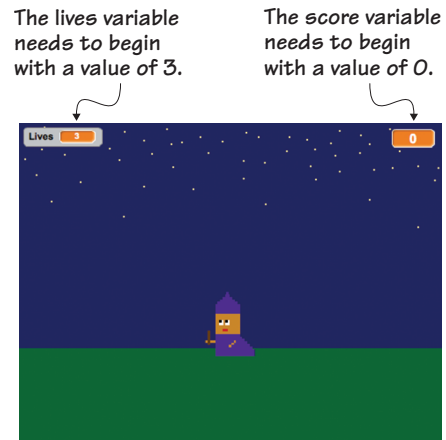 The lives variable
needs to begin
with a value of 3.
The score variable
needs to begin
with a value of 0.
Lives 3
0